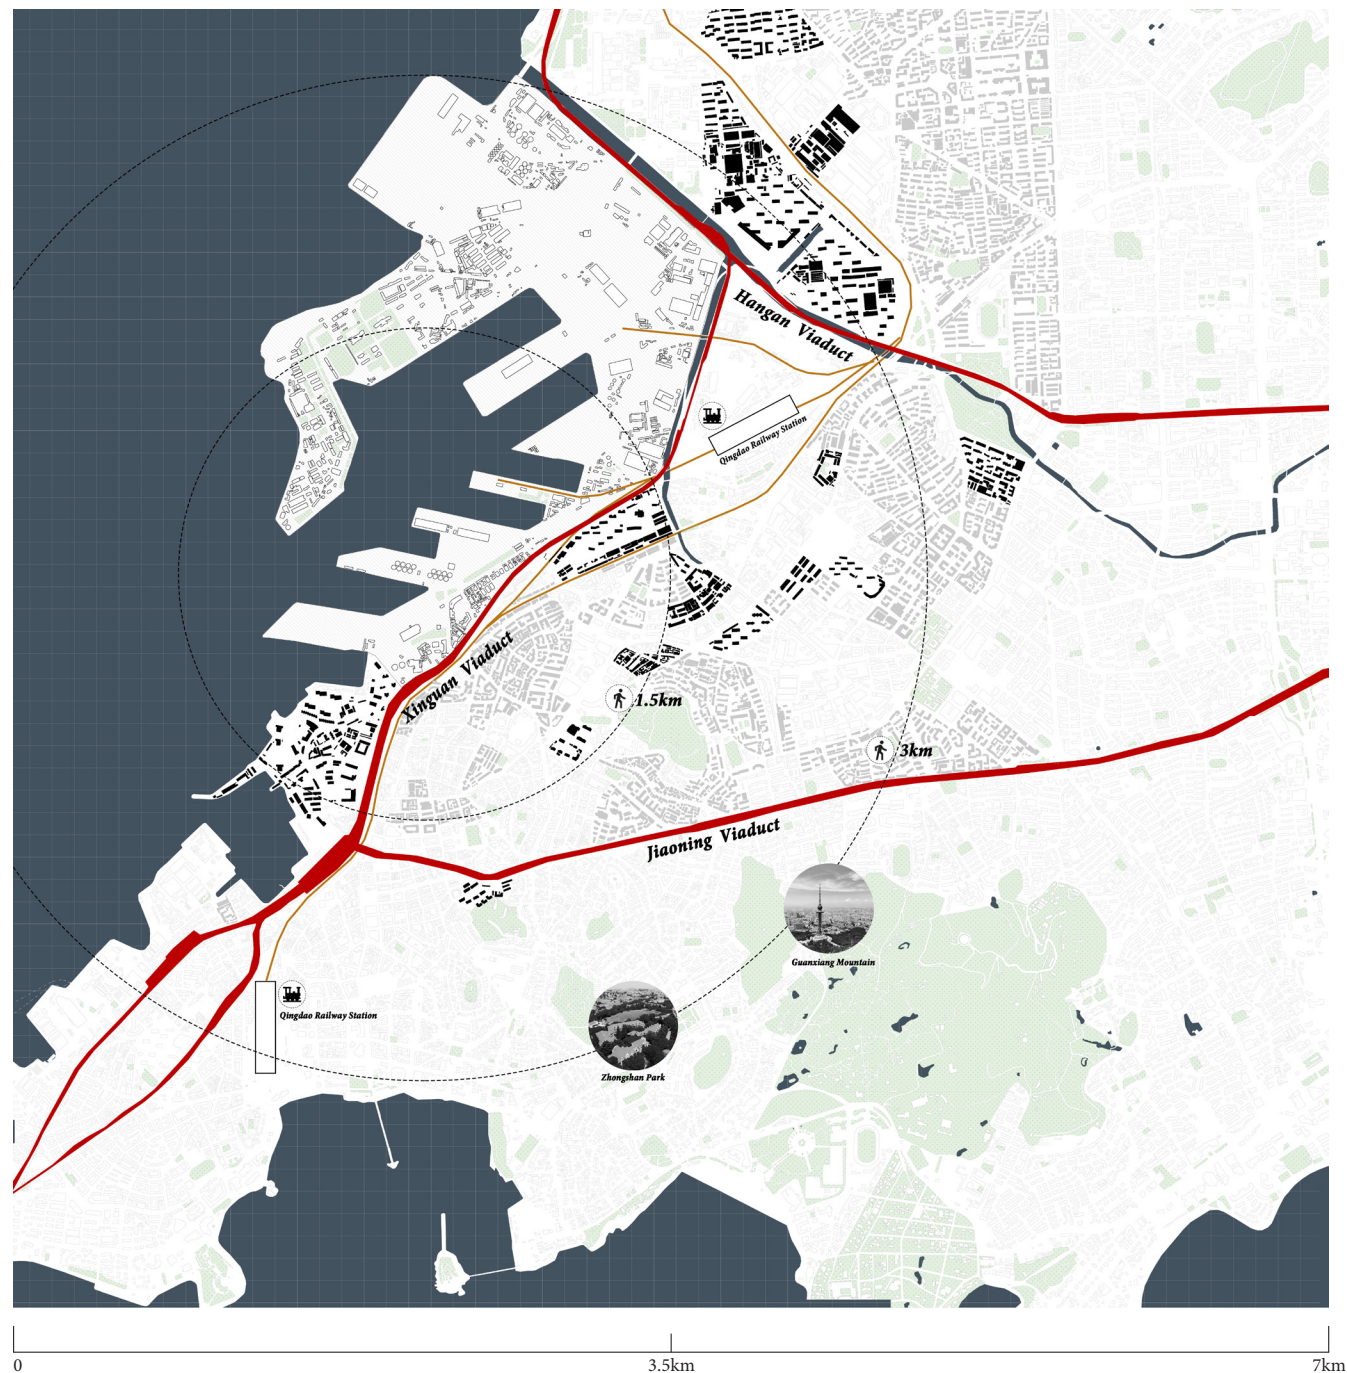 Hangan Viaduct
Qingdao Railway Station
Xinguan Viaduct
1.5km
3km
Jiaoning Viaduct
Guanxiang Mountain
Qingdao Railway Station
Zhongshan Park
0
3.5km
7km